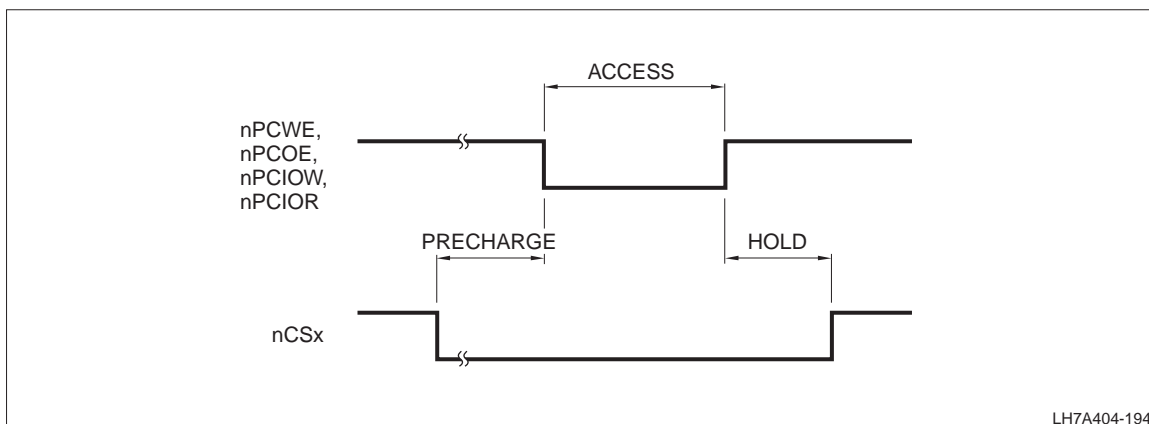 ACCESS
nPCWE,
nPCOE,
nPCIOW,
nPCIOR
PRECHARGE
HOLD
nCSx
LH7A404-194